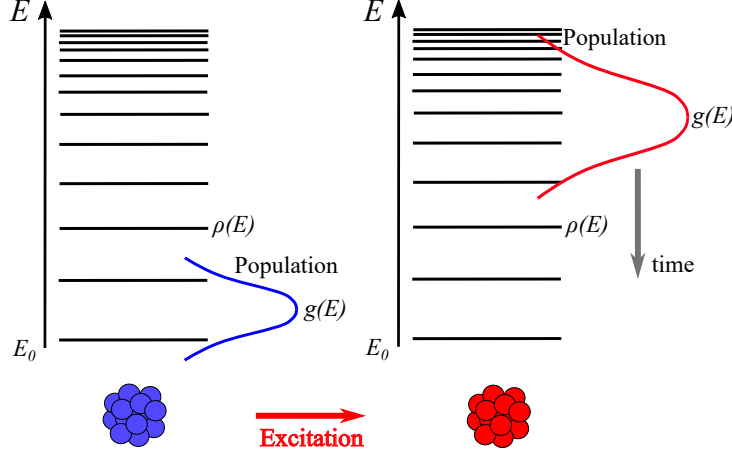 E
Population
g(E)
ρ(E)
time
E₀
E
Population
g(E)
ρ(E)
E₀
Excitation